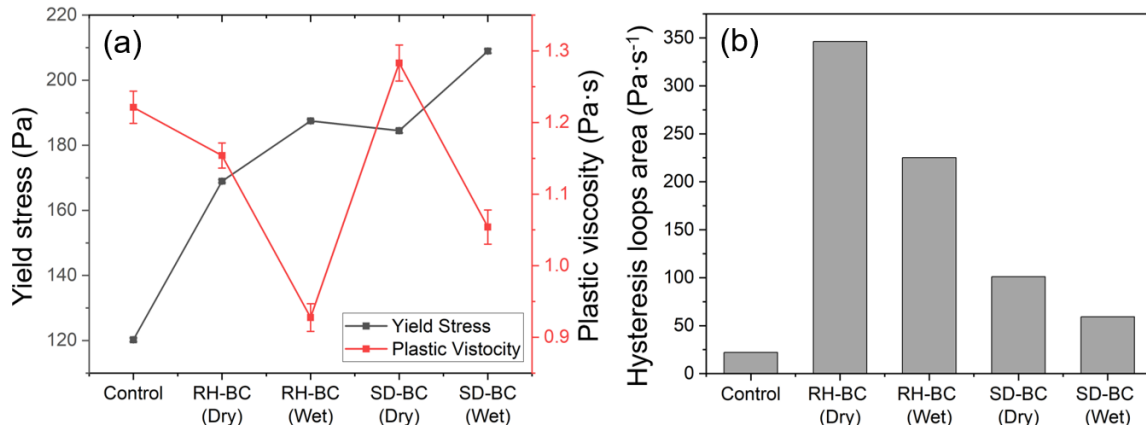 (a)
Yield stress (Pa)
220
200
180
160
140
120
Plastic viscosity (Pa·s)
1.3
1.2
1.1
1.0
0.9
Yield Stress
Plastic Vistocity
Control
RH-BC
(Dry)
RH-BC
(Wet)
SD-BC
(Dry)
SD-BC
(Wet)
(b)
Hysteresis loops area (Pa·s⁻¹)
350
300
250
200
150
100
50
0
Control
RH-BC
(Dry)
RH-BC
(Wet)
SD-BC
(Dry)
SD-BC
(Wet)